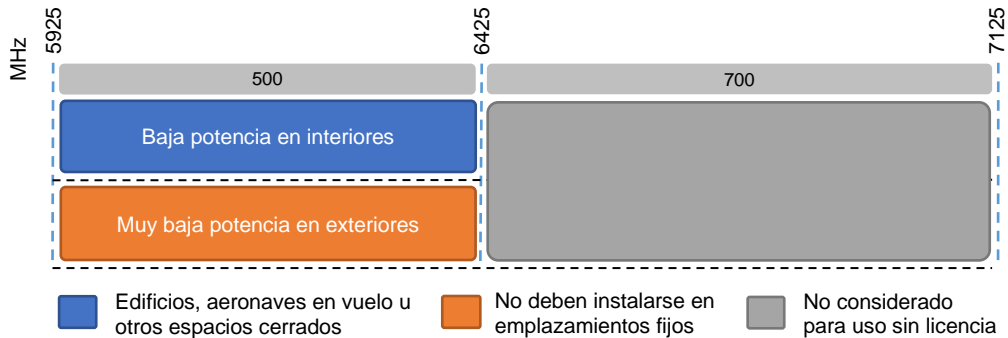 MHz
5925
6425
7125
500
700
Baja potencia en interiores
Muy baja potencia en exteriores
Edificios, aeronaves en vuelo u
otros espacios cerrados
No deben instalarse en
emplazamientos fijos
No considerado
para uso sin licencia